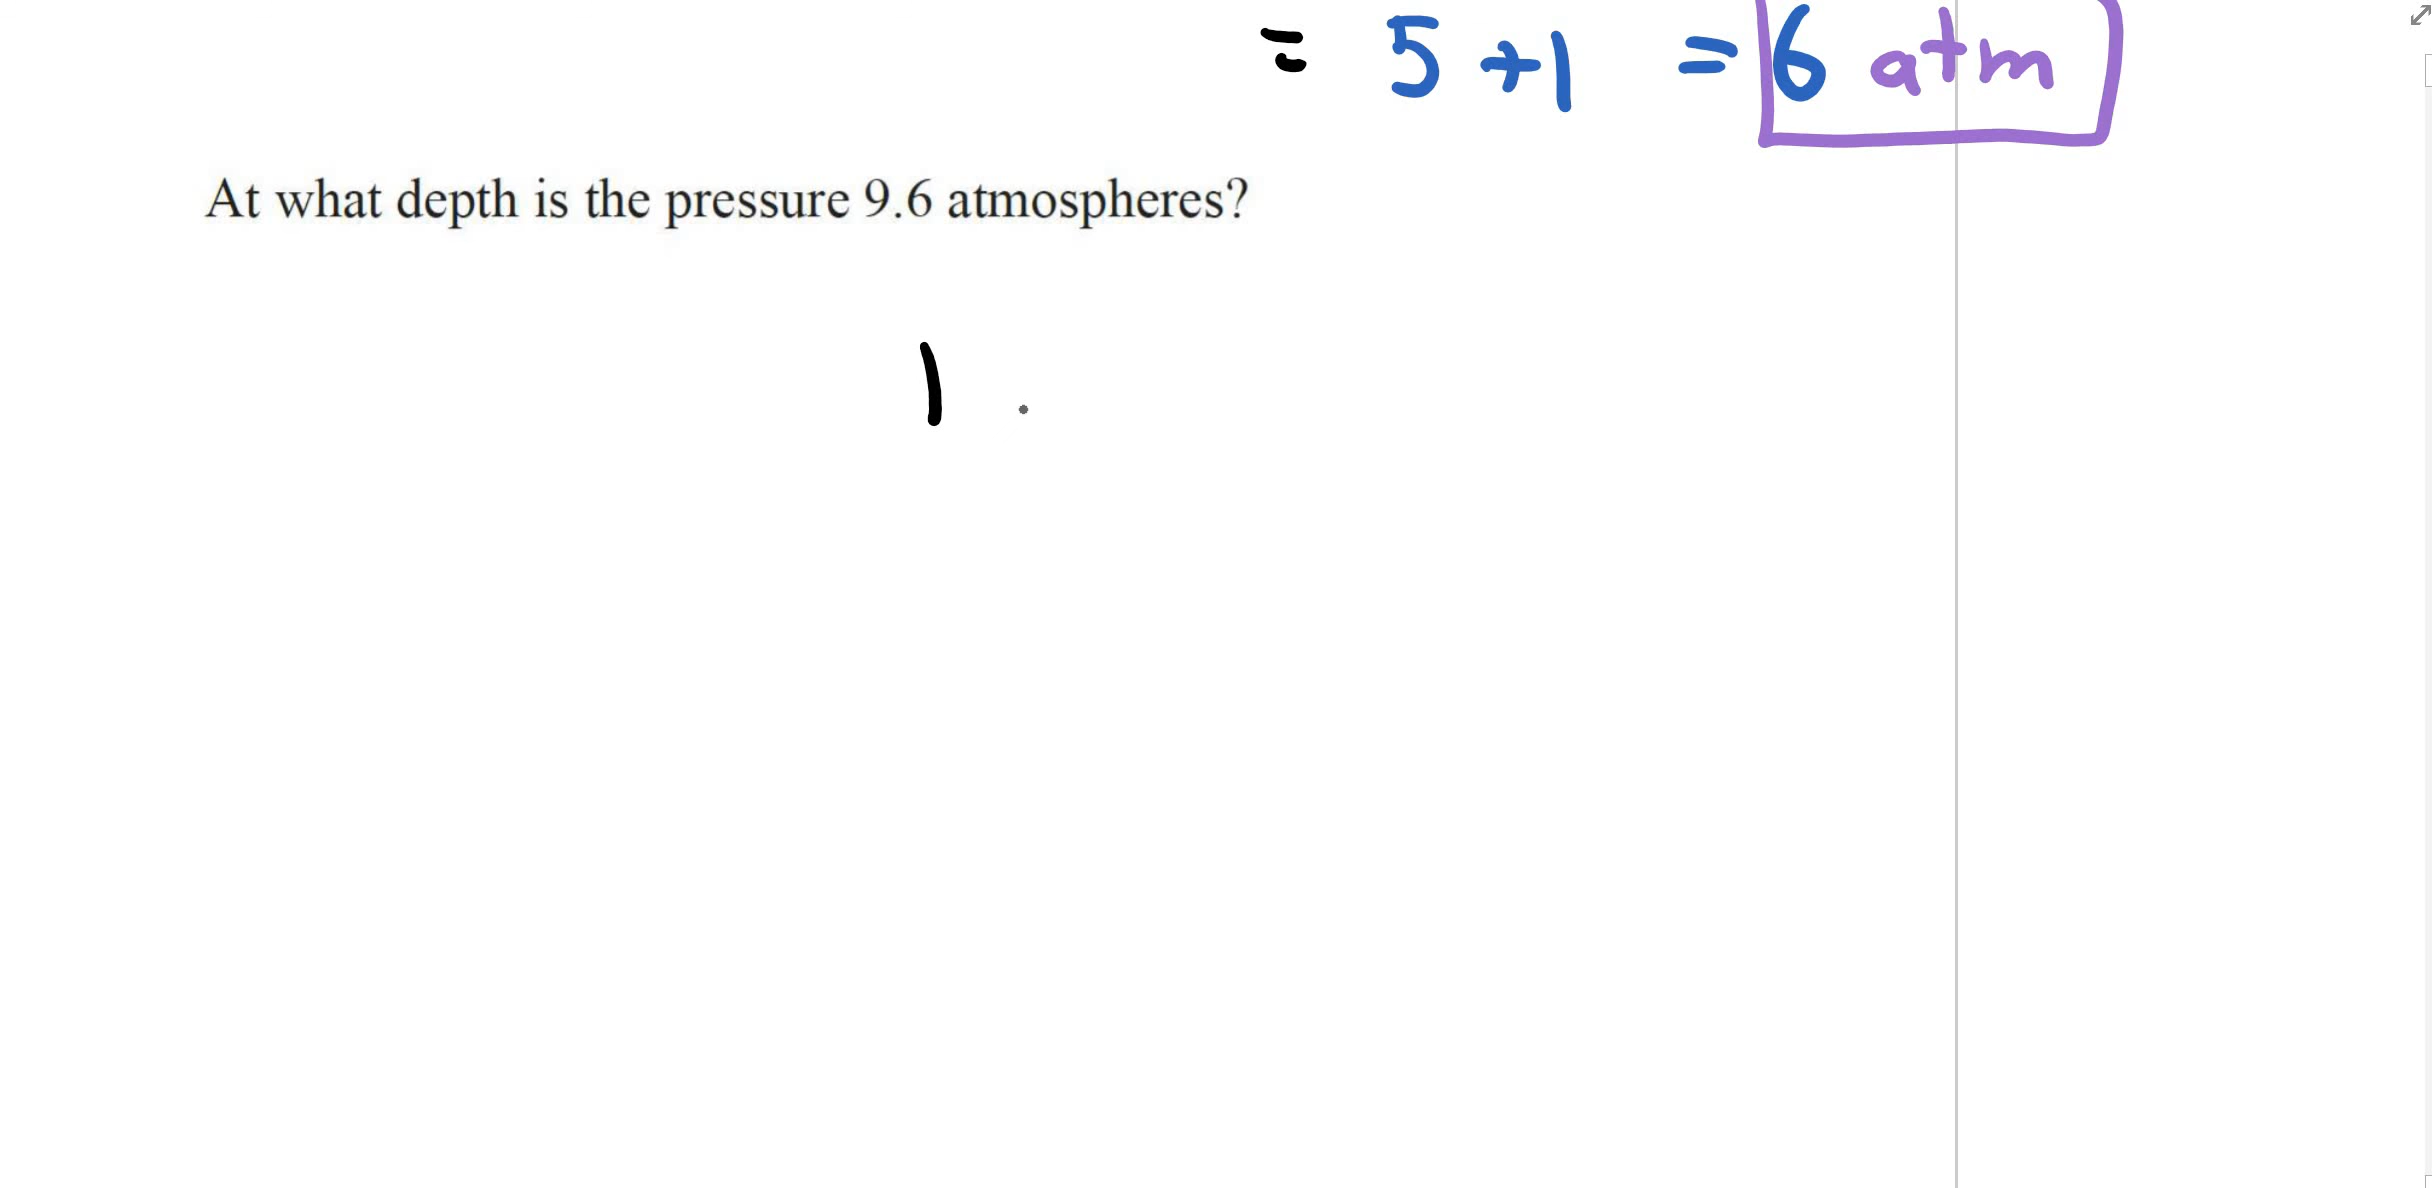 = 5 + 1 = 6 atm
At what depth is the pressure 9.6 atmospheres?
1